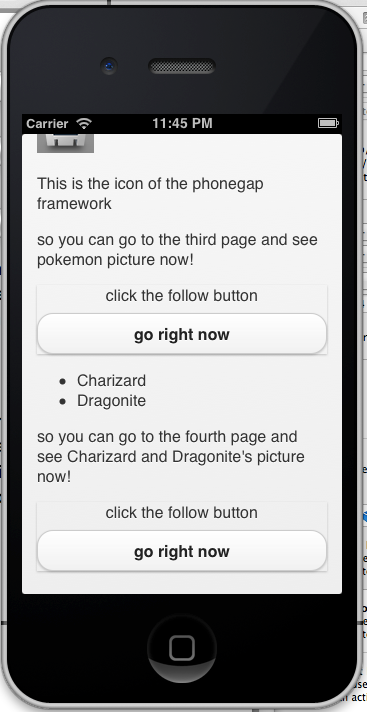 Carrier 11:45 PM
This is the icon of the phonegap
framework
so you can go to the third page and see
pokemon picture now!
click the follow button
go right now
Charizard
Dragonite
so you can go to the fourth page and
see Charizard and Dragonite's picture
now!
click the follow button
go right now